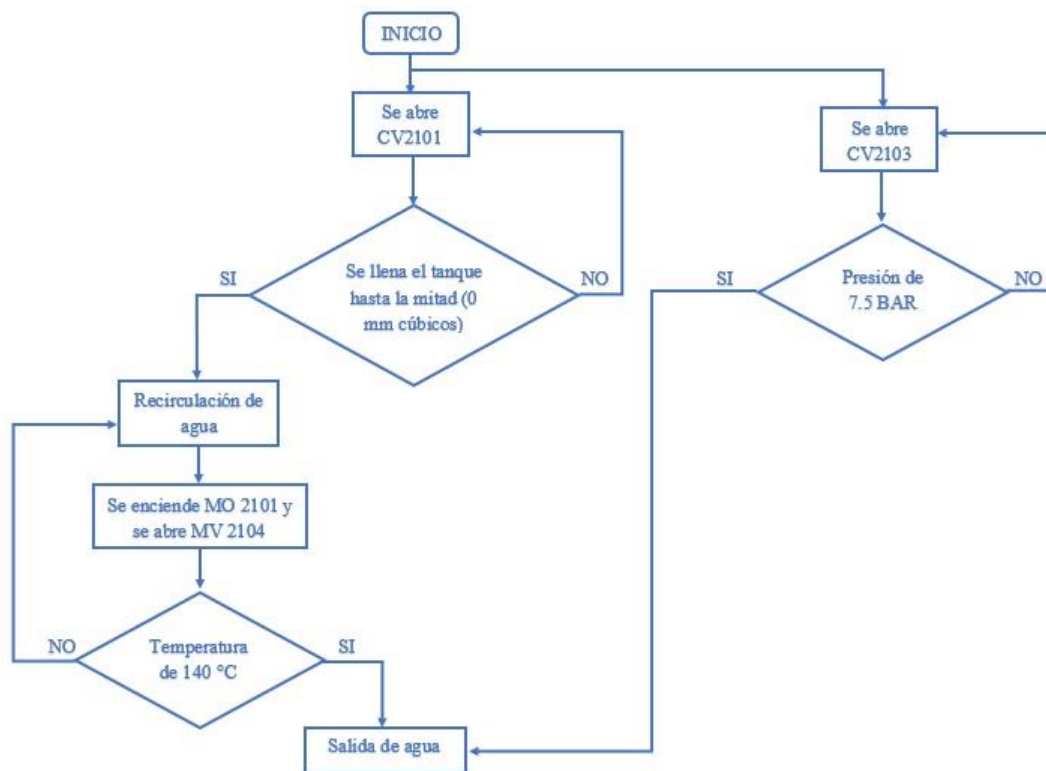 INICIO
Se abre
CV2101
Se abre
CV2103
Se llena el tanque
hasta la mitad (0
mm cúbicos)
SI
NO
Presión de
7.5 BAR
SI
NO
Recirculación de
agua
Se enciende MO 2101 y
se abre MV 2104
Temperatura
de 140 °C
NO
SI
Salida de agua